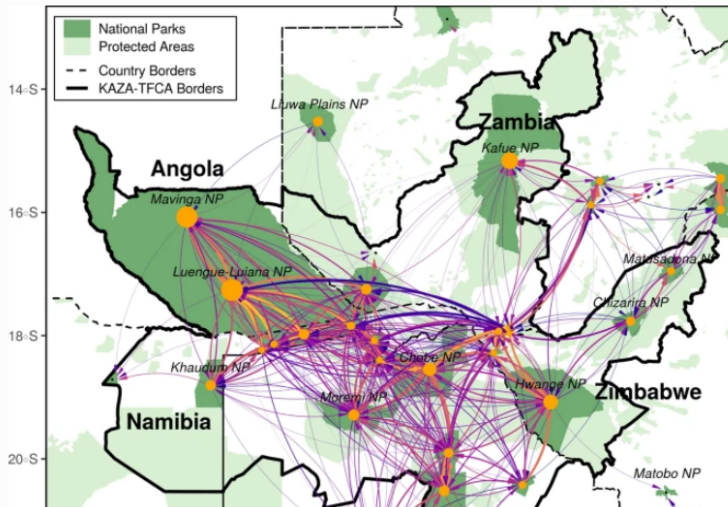 National Parks
Protected Areas
Country Borders
KAZA-TFCA Borders
14°S
Liuwa Plains NP
Zambia
Kafue NP
Angola
Mavinga NP
16°S
Matusadona NP
Luengue-Luiana NP
Chizarira NP
18°S
Khaudum NP
Chobe NP
Hwange NP
Zimbabwe
Moremi NP
Namibia
20°S
Matobo NP